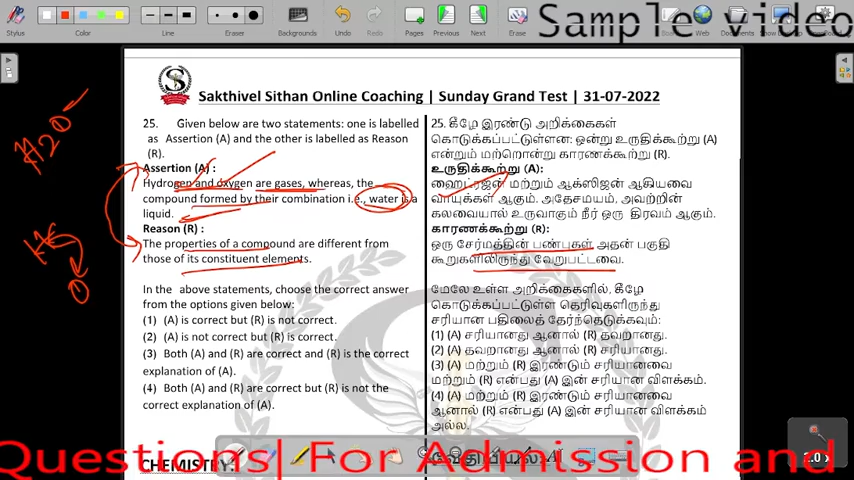 Stylus
Color
Line
Eraser
Backgrounds
Undo
Redo
Pages
Previous
Next
Erase
Sample video
Sakthivel Sithan Online Coaching | Sunday Grand Test | 31-07-2022
25. Given below are two statements: one is labelled
as Assertion (A) and the other is labelled as Reason
(R).
Assertion (A) :
Hydrogen and oxygen are gases, whereas, the
compound formed by their combination i.e., water is a
liquid.
Reason (R) :
The properties of a compound are different from
those of its constituent elements.
In the above statements, choose the correct answer
from the options given below:
(1) (A) is correct but (R) is not correct.
(2) (A) is not correct but (R) is correct.
(3) Both (A) and (R) are correct and (R) is the correct
explanation of (A).
(4) Both (A) and (R) are correct but (R) is not the
correct explanation of (A).
CHEMISTRY:
25. கீழே இரண்டு அறிக்கைகள்
கொடுக்கப்பட்டுள்ளன: ஒன்று உறுதிக்கூற்று (A)
என்றும் மற்றொன்று காரணக்கூற்று (R).
உறுதிக்கூற்று (A):
ஹைட்ரஜன் மற்றும் ஆக்ஸிஜன் ஆகியவை
வாயுக்கள் ஆகும். அதேசமயம், அவற்றின்
கலவையால் உருவாகும் நீர் ஒரு திரவம் ஆகும்.
காரணக்கூற்று (R):
ஒரு சேர்மத்தின் பண்புகள் அதன் பகுதி
கூறுகளிலிருந்து வேறுபட்டவை.
மேலே உள்ள அறிக்கைகளில், கீழே
கொடுக்கப்பட்டுள்ள தெரிவுகளிலிருந்து
சரியான பதிலைத் தேர்ந்தெடுக்கவும்:
(1) (A) சரியானது ஆனால் (R) தவறானது.
(2) (A) தவறானது ஆனால் (R) சரியானது.
(3) (A) மற்றும் (R) இரண்டும் சரியானவை
மற்றும் (R) என்பது (A) இன் சரியான விளக்கம்.
(4) (A) மற்றும் (R) இரண்டும் சரியானவை
ஆனால் (R) என்பது (A) இன் சரியான விளக்கம்
அல்ல.
வேதியியல்
H2O
Questions| For Admission and